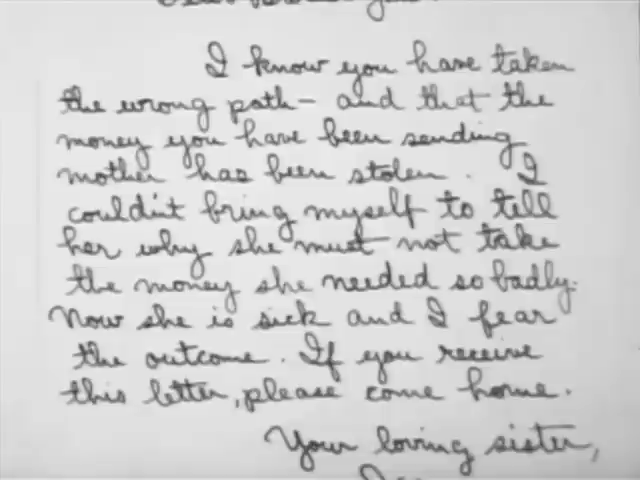 I know you have taken
the wrong path - and that the
money you have been sending
mother has been stolen. I
couldn't bring myself to tell
her why she must not take
the money she needed so badly.
Now she is sick and I fear
the outcome. If you receive
this letter, please come home.
Your loving sister,